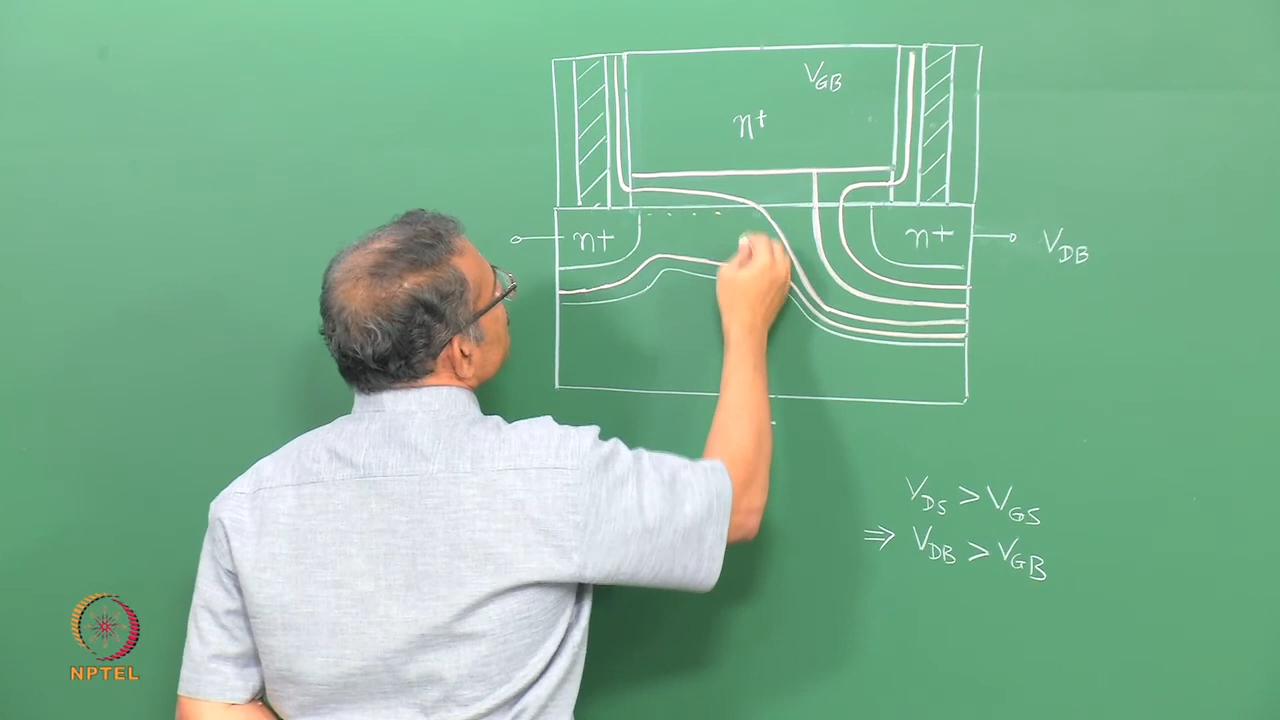 V_GB
n+
n+
n+
V_DB
V_DS > V_GS
⇒ V_DB > V_GB
NPTEL